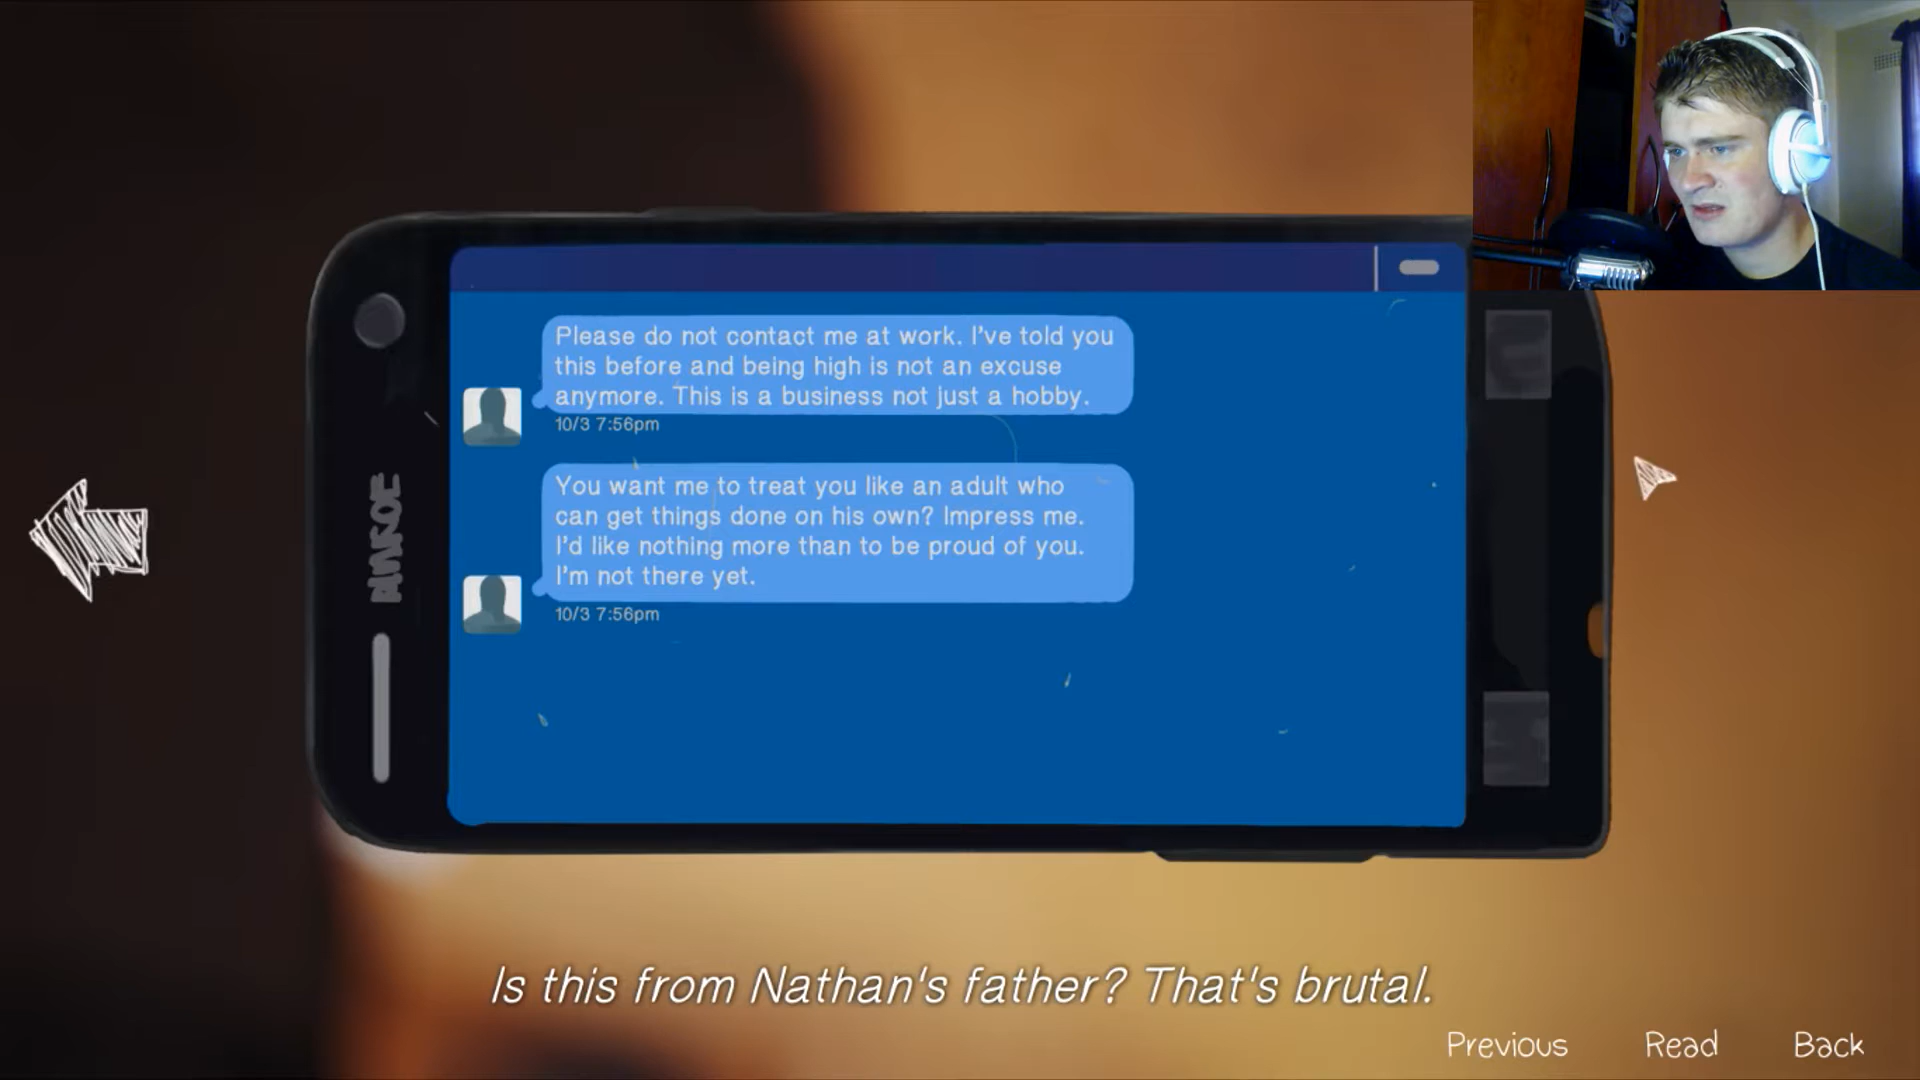 Please do not contact me at work. I've told you
this before and being high is not an excuse
anymore. This is a business not just a hobby.
10/3 7:56pm
You want me to treat you like an adult who
can get things done on his own? Impress me.
I'd like nothing more than to be proud of you.
I'm not there yet.
10/3 7:56pm
Is this from Nathan's father? That's brutal.
Previous Read Back